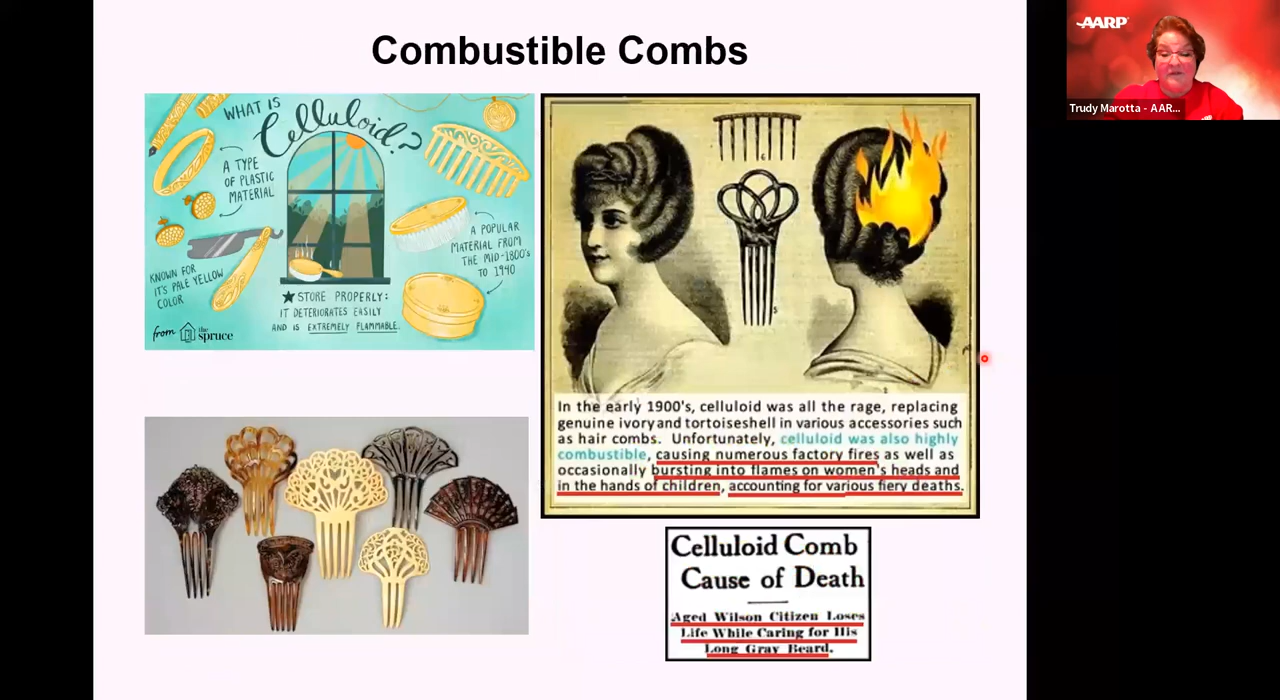 Combustible Combs
WHAT IS
Celluloid?
A TYPE
OF PLASTIC
MATERIAL
A POPULAR
MATERIAL FROM
THE MID-1800's
TO 1940
KNOWN FOR
IT'S PALE YELLOW
COLOR
★ STORE PROPERLY:
IT DETERIORATES EASILY
AND IS EXTREMELY FLAMMABLE.
from the spruce
6
5
2
In the early 1900's, celluloid was all the rage, replacing
genuine ivory and tortoiseshell in various accessories such
as hair combs. Unfortunately, celluloid was also highly
combustible, causing numerous factory fires as well as
occasionally bursting into flames on women's heads and
in the hands of children, accounting for various fiery deaths.
Celluloid Comb
Cause of Death
Aged Wilson Citizen Loses
Life While Caring for His
Long Gray Beard.
AARP
Trudy Marotta - AAR...